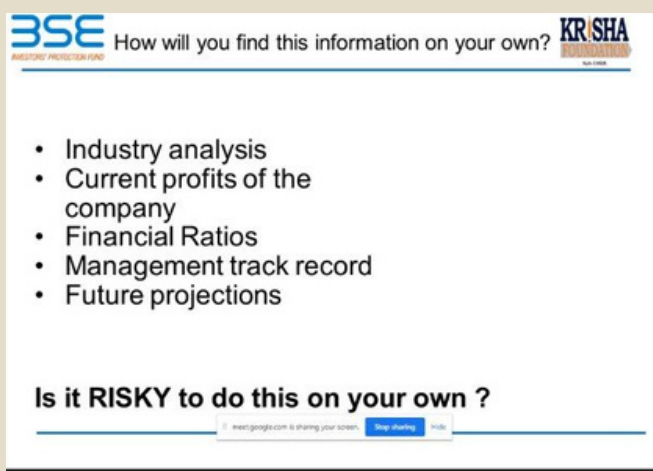 BSE
INVESTORS' PROTECTION FUND
How will you find this information on your own?
KRISHA
FOUNDATION
• Industry analysis
• Current profits of the
company
• Financial Ratios
• Management track record
• Future projections
Is it RISKY to do this on your own ?
meet.google.com is sharing your screen. Stop sharing Hide